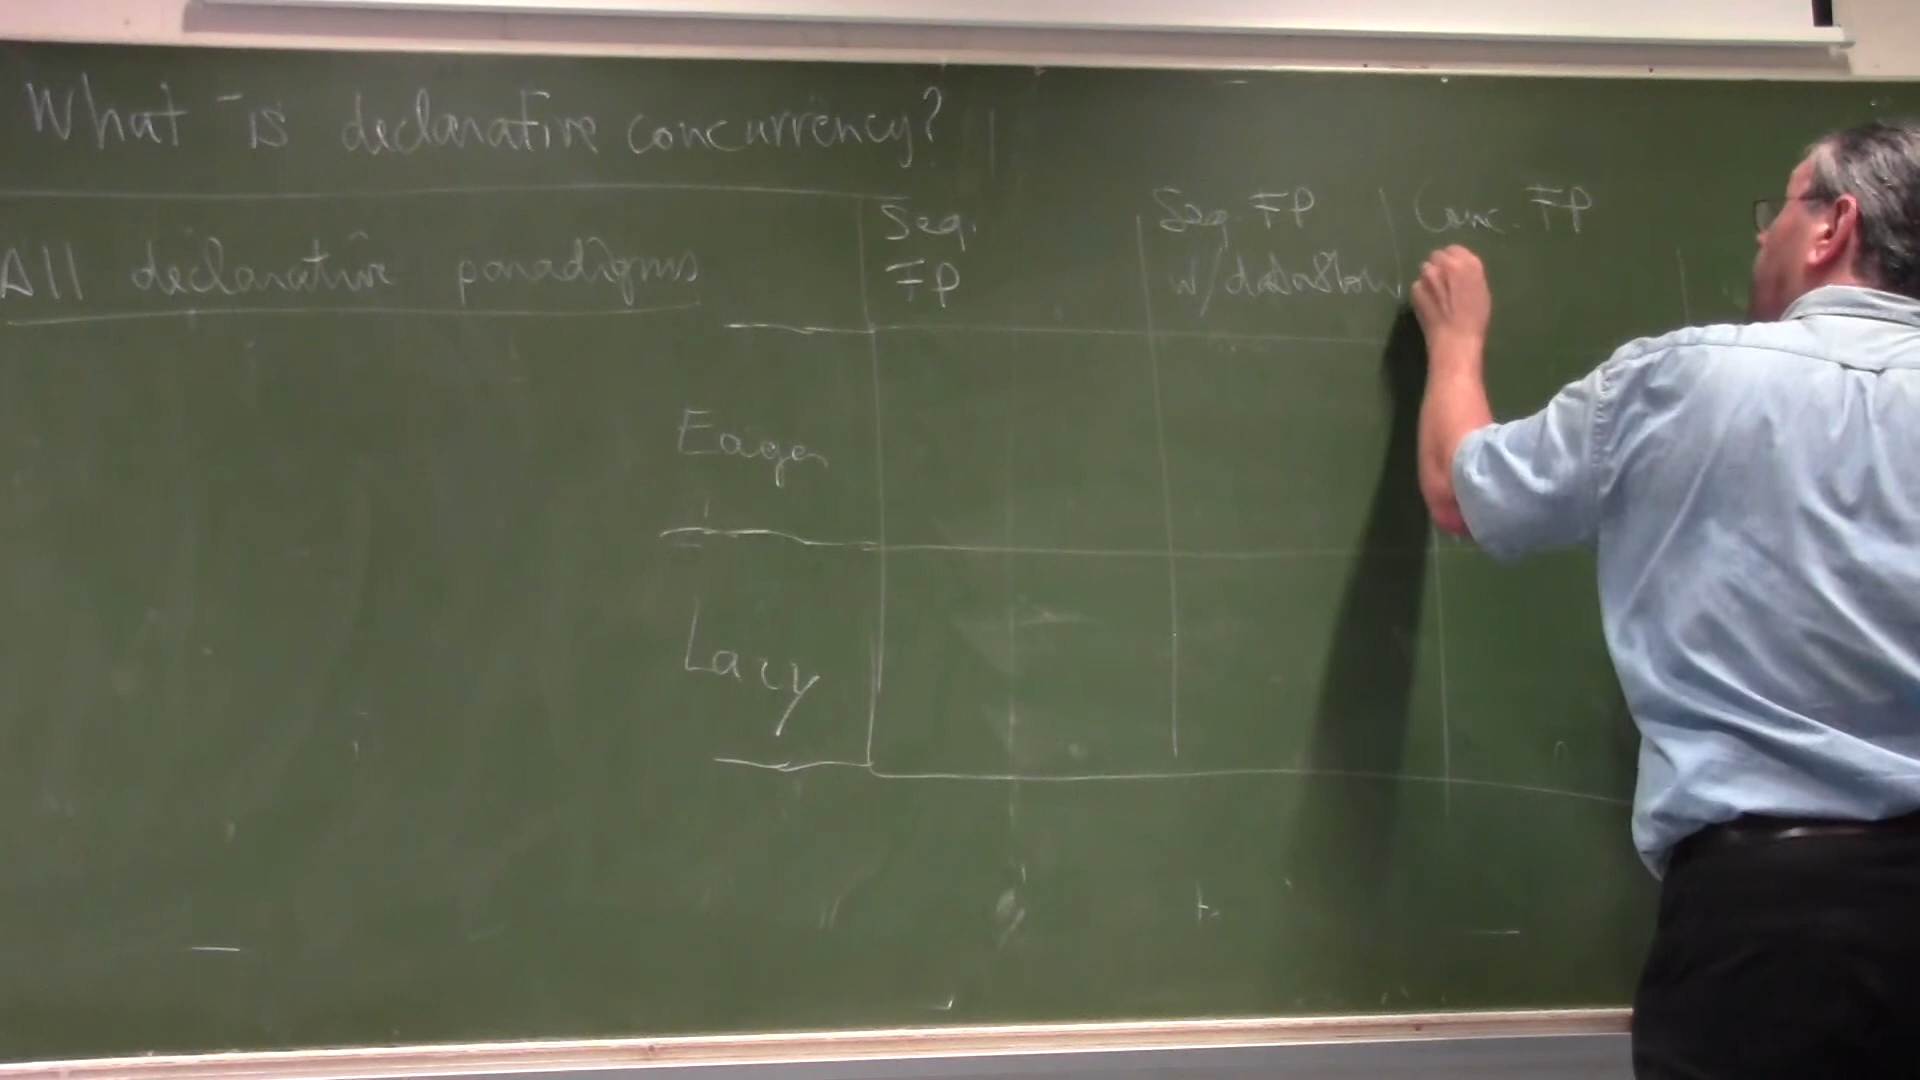 What is declarative concurrency?
All declarative paradigms
Seq.
FP
Seq. FP
w/dataflow
Conc. FP
Eager
Lazy